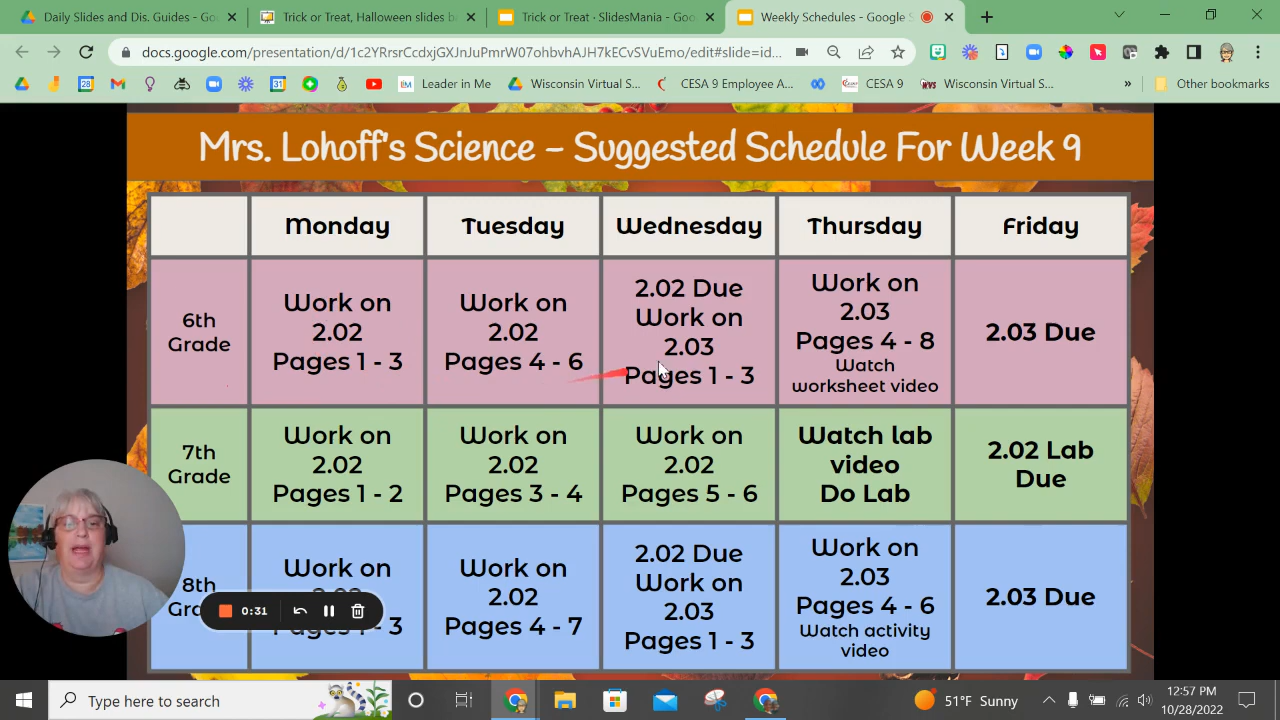 Daily Slides and Dis. Guides - Go
Trick or Treat, Halloween slides b
Trick or Treat - SlidesMania - Goo
Weekly Schedules - Google S
docs.google.com/presentation/d/1c2YRrsrCcdxjGXJnJuPmrW07ohbvhAJH7kECvSVuEmo/edit#slide=id...
Leader in Me
Wisconsin Virtual S...
CESA 9 Employee A...
CESA 9
Wisconsin Virtual S...
»
Other bookmarks
Mrs. Lohoff's Science - Suggested Schedule For Week 9
Monday
Tuesday
Wednesday
Thursday
Friday
6th
Grade
Work on
2.02
Pages 1 - 3
Work on
2.02
Pages 4 - 6
2.02 Due
Work on
2.03
Pages 1 - 3
Work on
2.03
Pages 4 - 8
Watch
worksheet video
2.03 Due
7th
Grade
Work on
2.02
Pages 1 - 2
Work on
2.02
Pages 3 - 4
Work on
2.02
Pages 5 - 6
Watch lab
video
Do Lab
2.02 Lab
Due
8th
Gra
Work on
3
Work on
2.02
Pages 4 - 7
2.02 Due
Work on
2.03
Pages 1 - 3
Work on
2.03
Pages 4 - 6
Watch activity
video
2.03 Due
0:31
Type here to search
51°F Sunny
12:57 PM
10/28/2022